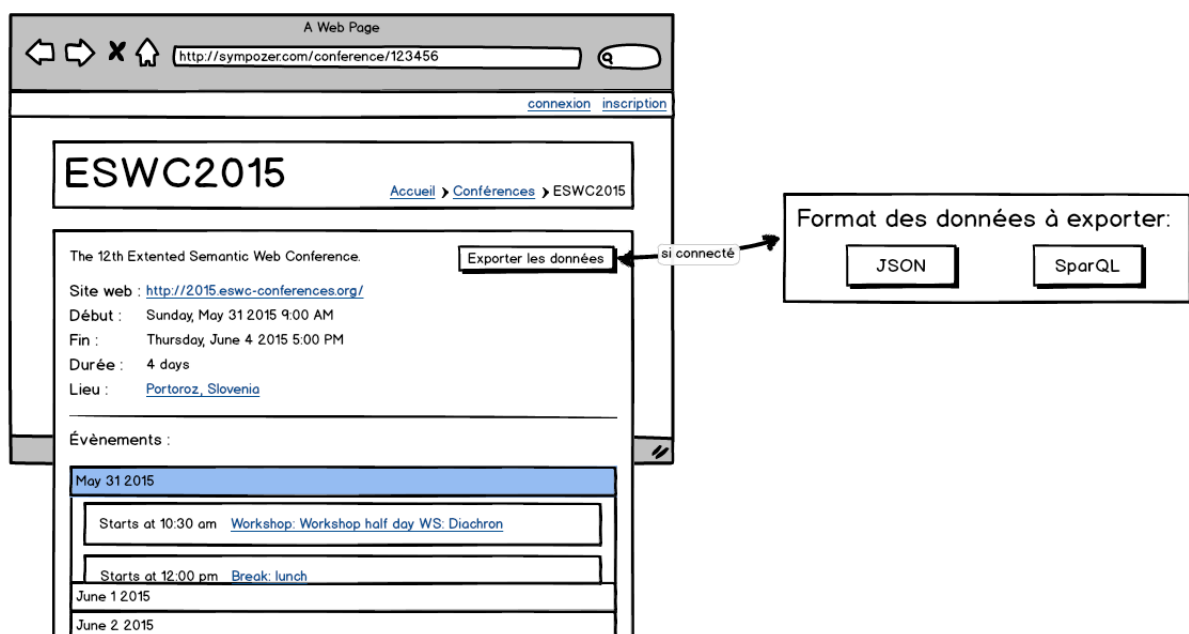 A Web Page
http://sympozer.com/conference/123456
connexion inscription
ESWC2015
Accueil > Conférences > ESWC2015
The 12th Extented Semantic Web Conference.
Exporter les données
si connecté
Format des données à exporter:
JSON SparQL
Site web : http://2015.eswc-conferences.org/
Début : Sunday, May 31 2015 9:00 AM
Fin : Thursday, June 4 2015 5:00 PM
Durée : 4 days
Lieu : Portoroz, Slovenia
Évènements :
May 31 2015
Starts at 10:30 am Workshop: Workshop half day WS: Diachron
Starts at 12:00 pm Break: lunch
June 1 2015
June 2 2015